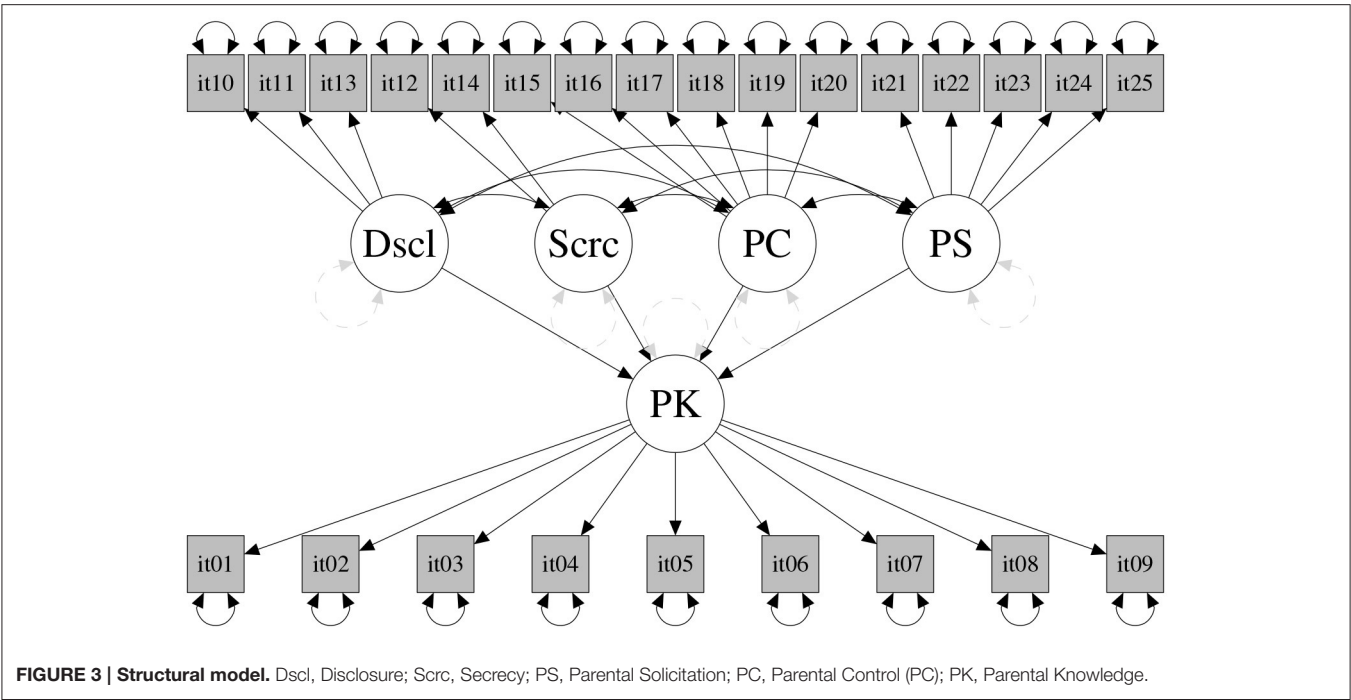 it10 it11 it13 it12 it14 it15 it16 it17 it18 it19 it20 it21 it22 it23 it24 it25
Dscl Scrc PC PS
PK
it01 it02 it03 it04 it05 it06 it07 it08 it09
FIGURE 3 | Structural model. Dscl, Disclosure; Scrc, Secrecy; PS, Parental Solicitation; PC, Parental Control (PC); PK, Parental Knowledge.